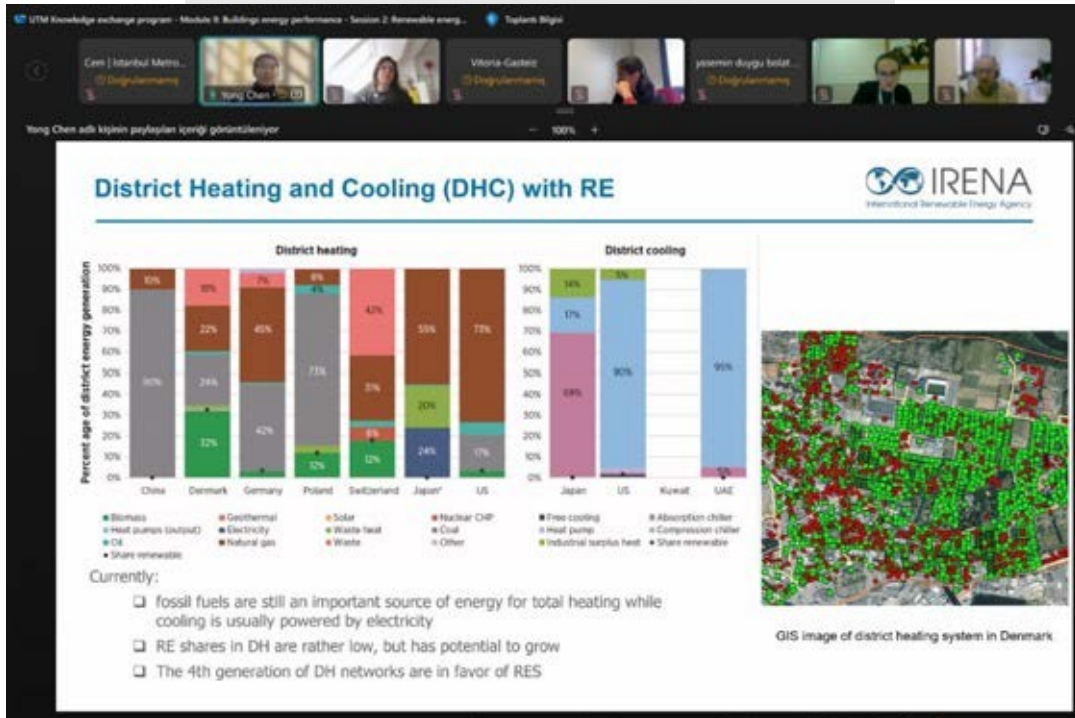 UTM Knowledge exchange program - Module 9: Buildings energy performance - Session 2: Renewable energ...
Toplantı Bilgisi
Cem | Istanbul Metro...
Doğrulanmamış
Yong Chen
Vitoria-Gasteiz
Doğrulanmamış
yasemin duygu bolat...
Doğrulanmamış
Yong Chen adlı kişinin paylaşılan içeriği görüntüleniyor
− 100% +
District Heating and Cooling (DHC) with RE
IRENA
International Renewable Energy Agency
District heating
Percent age of district energy generation
100%
90%
80%
70%
60%
50%
40%
30%
20%
10%
0%
10%
90%
22%
24%
32%
7%
45%
42%
4%
73%
12%
42%
31%
6%
12%
55%
20%
24%
73%
17%
China
Denmark
Germany
Poland
Switzerland
Japan*
US
Biomass
Geothermal
Solar
Nuclear CHP
Heat pumps (output)
Electricity
Waste heat
Coal
Oil
Natural gas
Waste
Other
Share renewable
District cooling
100%
90%
80%
70%
60%
50%
40%
30%
20%
10%
0%
14%
17%
69%
5%
90%
95%
5%
Japan
US
Kuwait
UAE
Free cooling
Absorption chiller
Heat pump
Compression chiller
Industrial surplus heat
Share renewable
GIS image of district heating system in Denmark
Currently:
❑ fossil fuels are still an important source of energy for total heating while
cooling is usually powered by electricity
❑ RE shares in DH are rather low, but has potential to grow
❑ The 4th generation of DH networks are in favor of RES